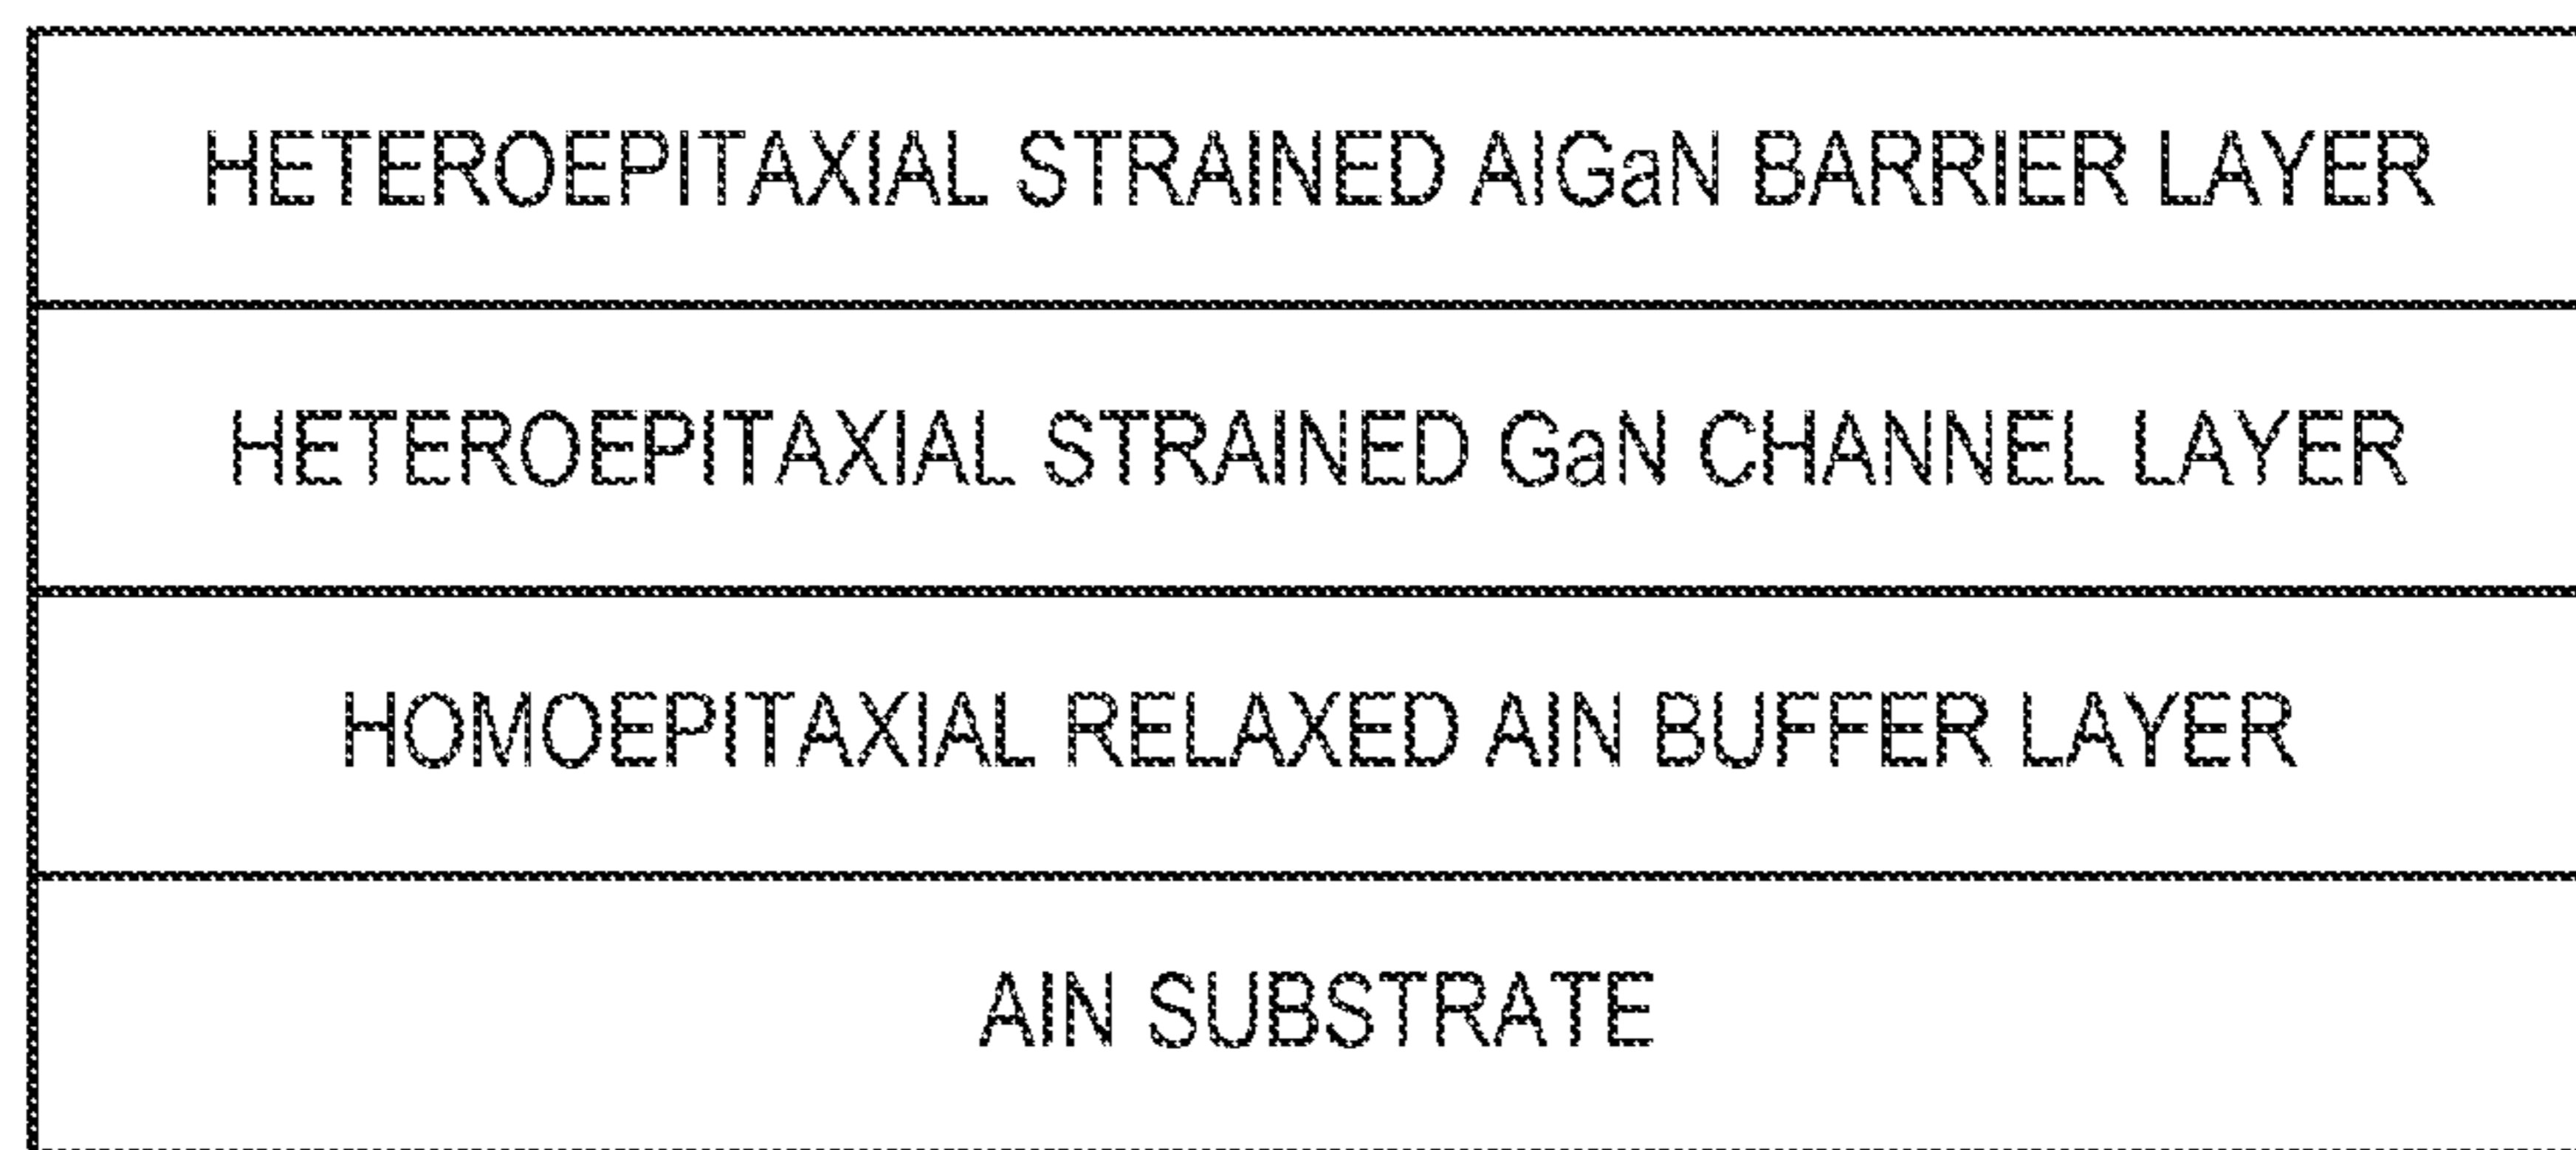 HETEROEPITAXIAL STRAINED AlGaN BARRIER LAYER
HETEROEPITAXIAL STRAINED GaN CHANNEL LAYER
HOMOEPITAXIAL RELAXED AlN BUFFER LAYER
AlN SUBSTRATE